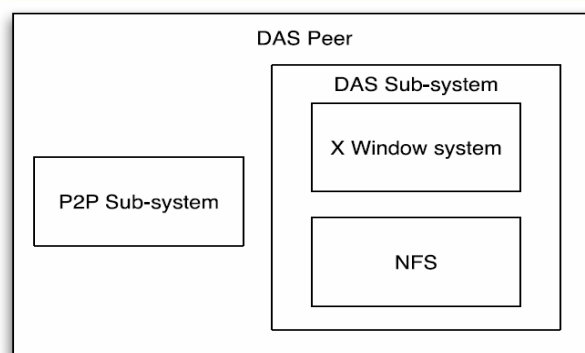 DAS Peer
DAS Sub-system
X Window system
P2P Sub-system
NFS